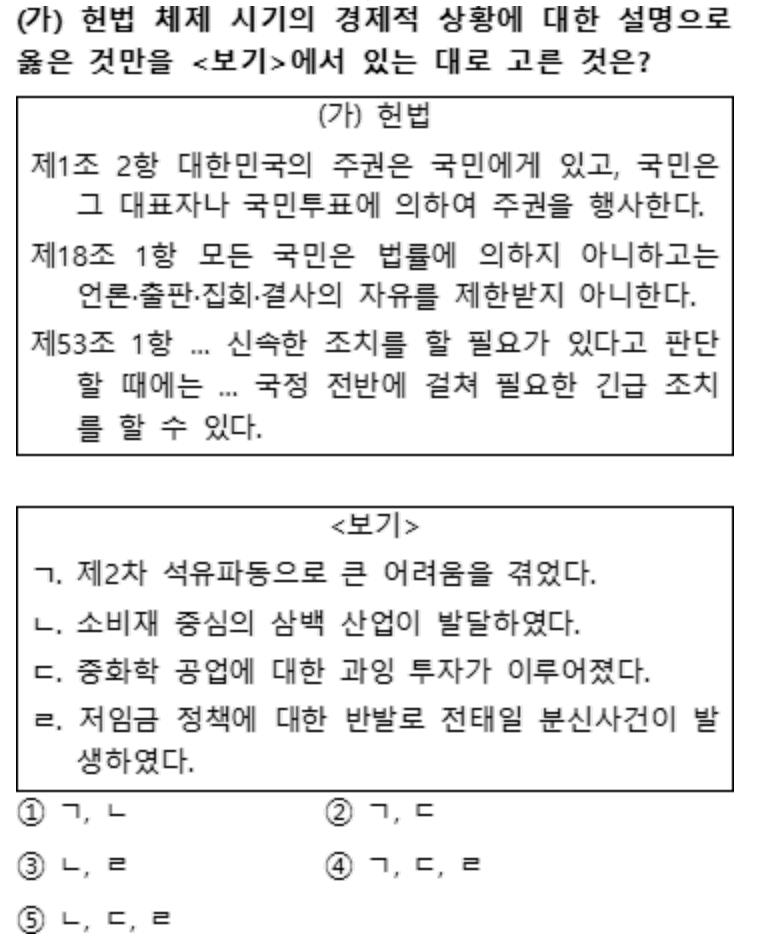 (가) 헌법 체제 시기의 경제적 상황에 대한 설명으로
옳은 것만을 <보기>에서 있는 대로 고른 것은?
(가) 헌법
제1조 2항 대한민국의 주권은 국민에게 있고, 국민은
그 대표자나 국민투표에 의하여 주권을 행사한다.
제18조 1항 모든 국민은 법률에 의하지 아니하고는
언론·출판·집회·결사의 자유를 제한받지 아니한다.
제53조 1항 ... 신속한 조치를 할 필요가 있다고 판단
할 때에는 ... 국정 전반에 걸쳐 필요한 긴급 조치
를 할 수 있다.
<보기>
ㄱ. 제2차 석유파동으로 큰 어려움을 겪었다.
ㄴ. 소비재 중심의 삼백 산업이 발달하였다.
ㄷ. 중화학 공업에 대한 과잉 투자가 이루어졌다.
ㄹ. 저임금 정책에 대한 반발로 전태일 분신사건이 발
생하였다.
① ㄱ, ㄴ ② ㄱ, ㄷ
③ ㄴ, ㄹ ④ ㄱ, ㄷ, ㄹ
⑤ ㄴ, ㄷ, ㄹ